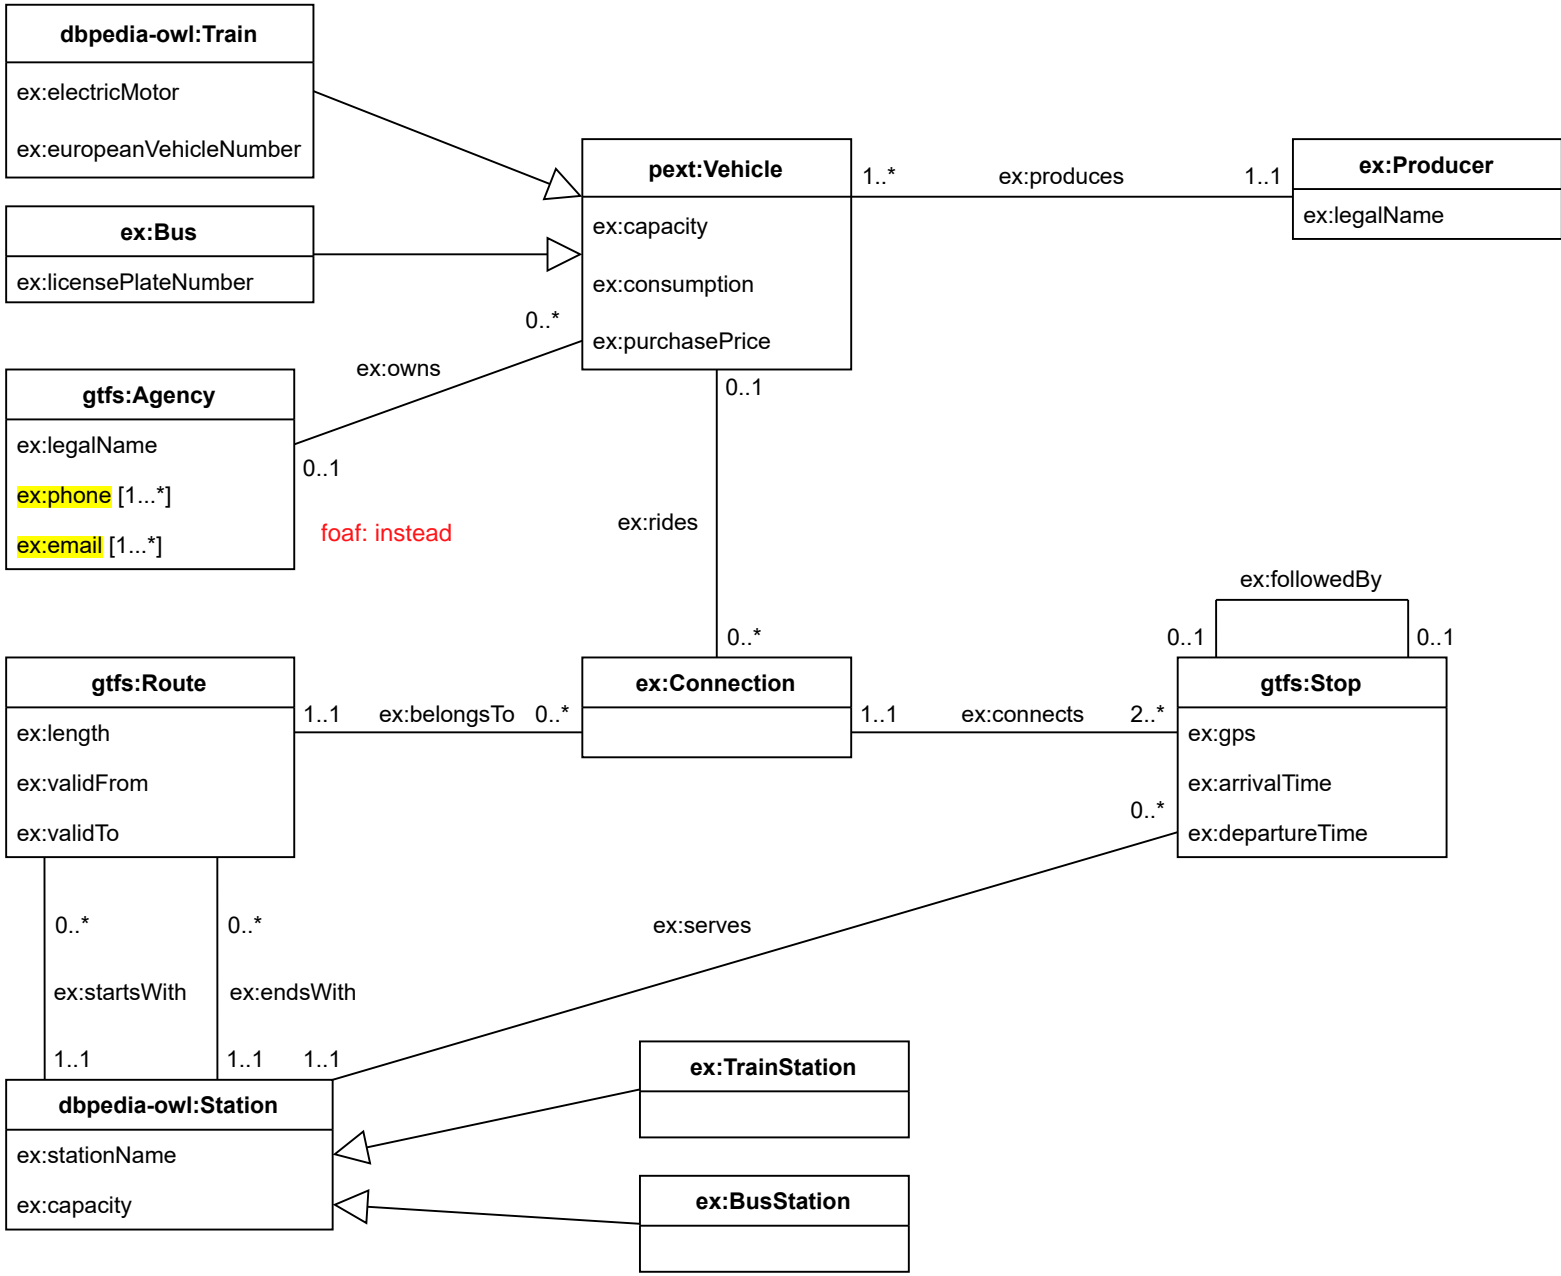 dbpedia-owl:Train
ex:electricMotor
ex:europeanVehicleNumber
ex:Bus
ex:licensePlateNumber
pext:Vehicle
ex:capacity
ex:consumption
ex:purchasePrice
1..*
ex:produces
1..1
ex:Producer
ex:legalName
0..*
ex:owns
0..1
gtfs:Agency
ex:legalName
ex:phone [1...*]
ex:email [1...*]
foaf: instead
0..1
ex:rides
0..*
ex:followedBy
0..1
0..1
gtfs:Route
ex:length
ex:validFrom
ex:validTo
1..1
ex:belongsTo
0..*
ex:Connection
1..1
ex:connects
2..*
gtfs:Stop
ex:gps
ex:arrivalTime
ex:departureTime
0..*
ex:serves
1..1
0..*
ex:startsWith
1..1
0..*
ex:endsWith
1..1
dbpedia-owl:Station
ex:stationName
ex:capacity
ex:TrainStation
ex:BusStation